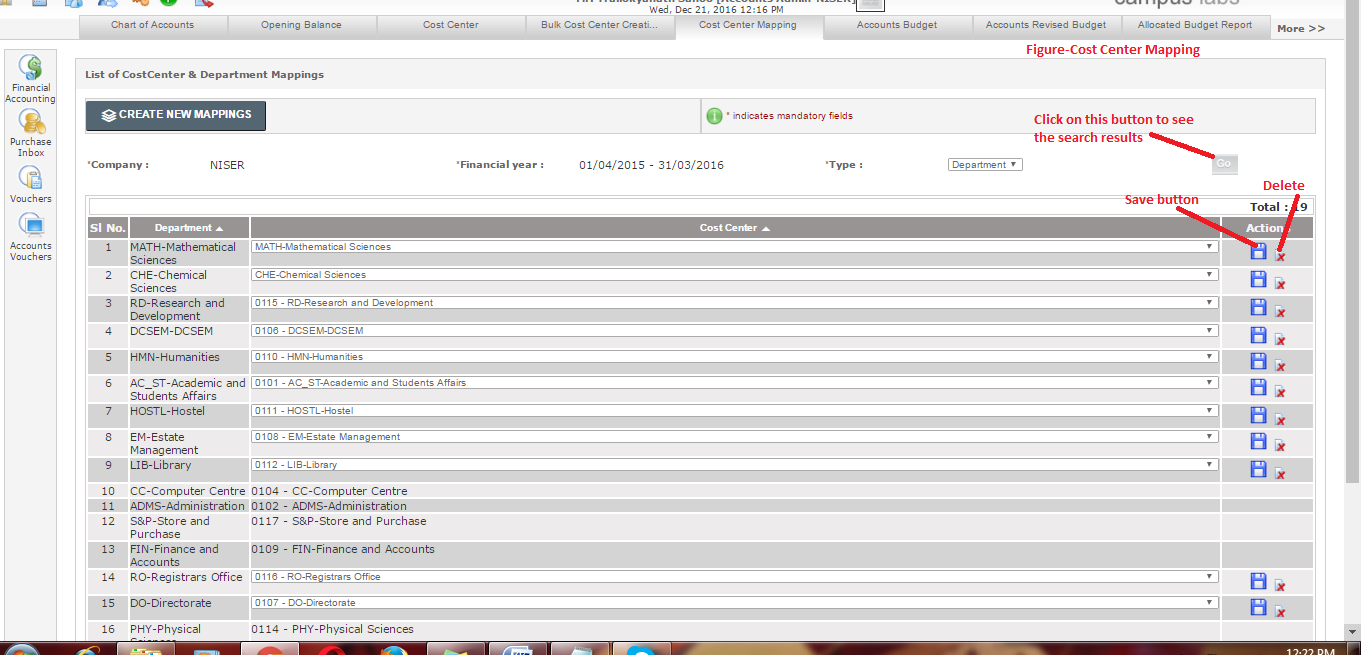 Wed, Dec 21, 2016 12:16 PM
Chart of Accounts
Opening Balance
Cost Center
Bulk Cost Center Creati...
Cost Center Mapping
Accounts Budget
Accounts Revised Budget
Allocated Budget Report
More >>
Figure-Cost Center Mapping
Financial
Accounting
Purchase
Inbox
Vouchers
Accounts
Vouchers
List of CostCenter & Department Mappings
CREATE NEW MAPPINGS
* indicates mandatory fields
Click on this button to see
the search results
*Company :
NISER
*Financial year :
01/04/2015 - 31/03/2016
*Type :
Department
Go
Delete
Save button
Total : 19
Sl No.
Department
Cost Center
Action
1
MATH-Mathematical
Sciences
MATH-Mathematical Sciences
2
CHE-Chemical
Sciences
CHE-Chemical Sciences
3
RD-Research and
Development
0115 - RD-Research and Development
4
DCSEM-DCSEM
0106 - DCSEM-DCSEM
5
HMN-Humanities
0110 - HMN-Humanities
6
AC_ST-Academic and
Students Affairs
0101 - AC_ST-Academic and Students Affairs
7
HOSTL-Hostel
0111 - HOSTL-Hostel
8
EM-Estate
Management
0108 - EM-Estate Management
9
LIB-Library
0112 - LIB-Library
10
CC-Computer Centre
0104 - CC-Computer Centre
11
ADMS-Administration
0102 - ADMS-Administration
12
S&P-Store and
Purchase
0117 - S&P-Store and Purchase
13
FIN-Finance and
Accounts
0109 - FIN-Finance and Accounts
14
RO-Registrars Office
0116 - RO-Registrars Office
15
DO-Directorate
0107 - DO-Directorate
16
PHY-Physical
0114 - PHY-Physical Sciences
12:22 PM